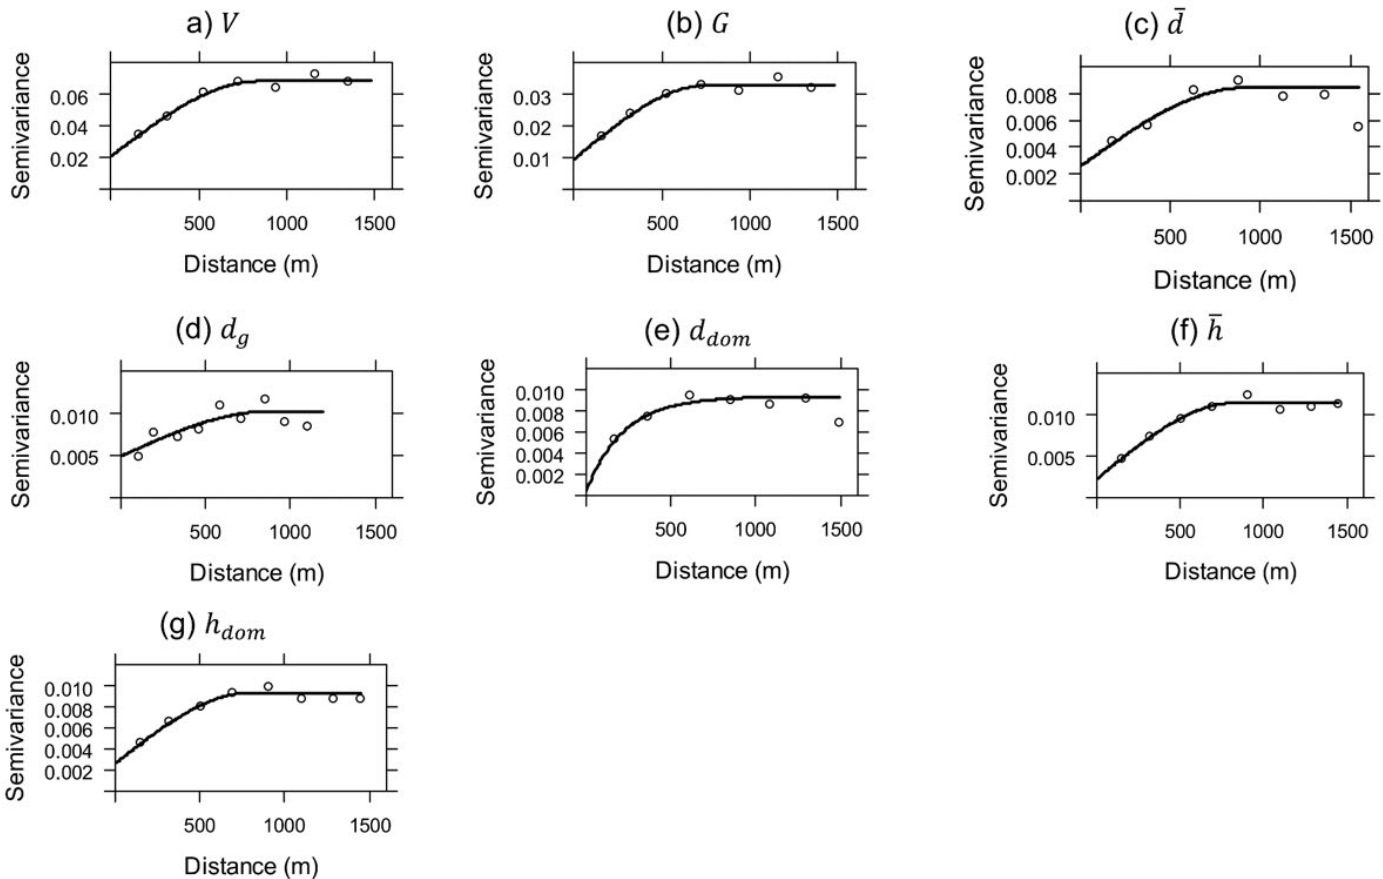 a) V
Semivariance
0.06
0.04
0.02
500 1000 1500
Distance (m)
(b) G
Semivariance
0.03
0.02
0.01
500 1000 1500
Distance (m)
(c) d̄
Semivariance
0.008
0.006
0.004
0.002
500 1000 1500
Distance (m)
(d) d_g
Semivariance
0.010
0.005
500 1000 1500
Distance (m)
(e) d_dom
Semivariance
0.010
0.008
0.006
0.004
0.002
500 1000 1500
Distance (m)
(f) h̄
Semivariance
0.010
0.005
500 1000 1500
Distance (m)
(g) h_dom
Semivariance
0.010
0.008
0.006
0.004
0.002
500 1000 1500
Distance (m)